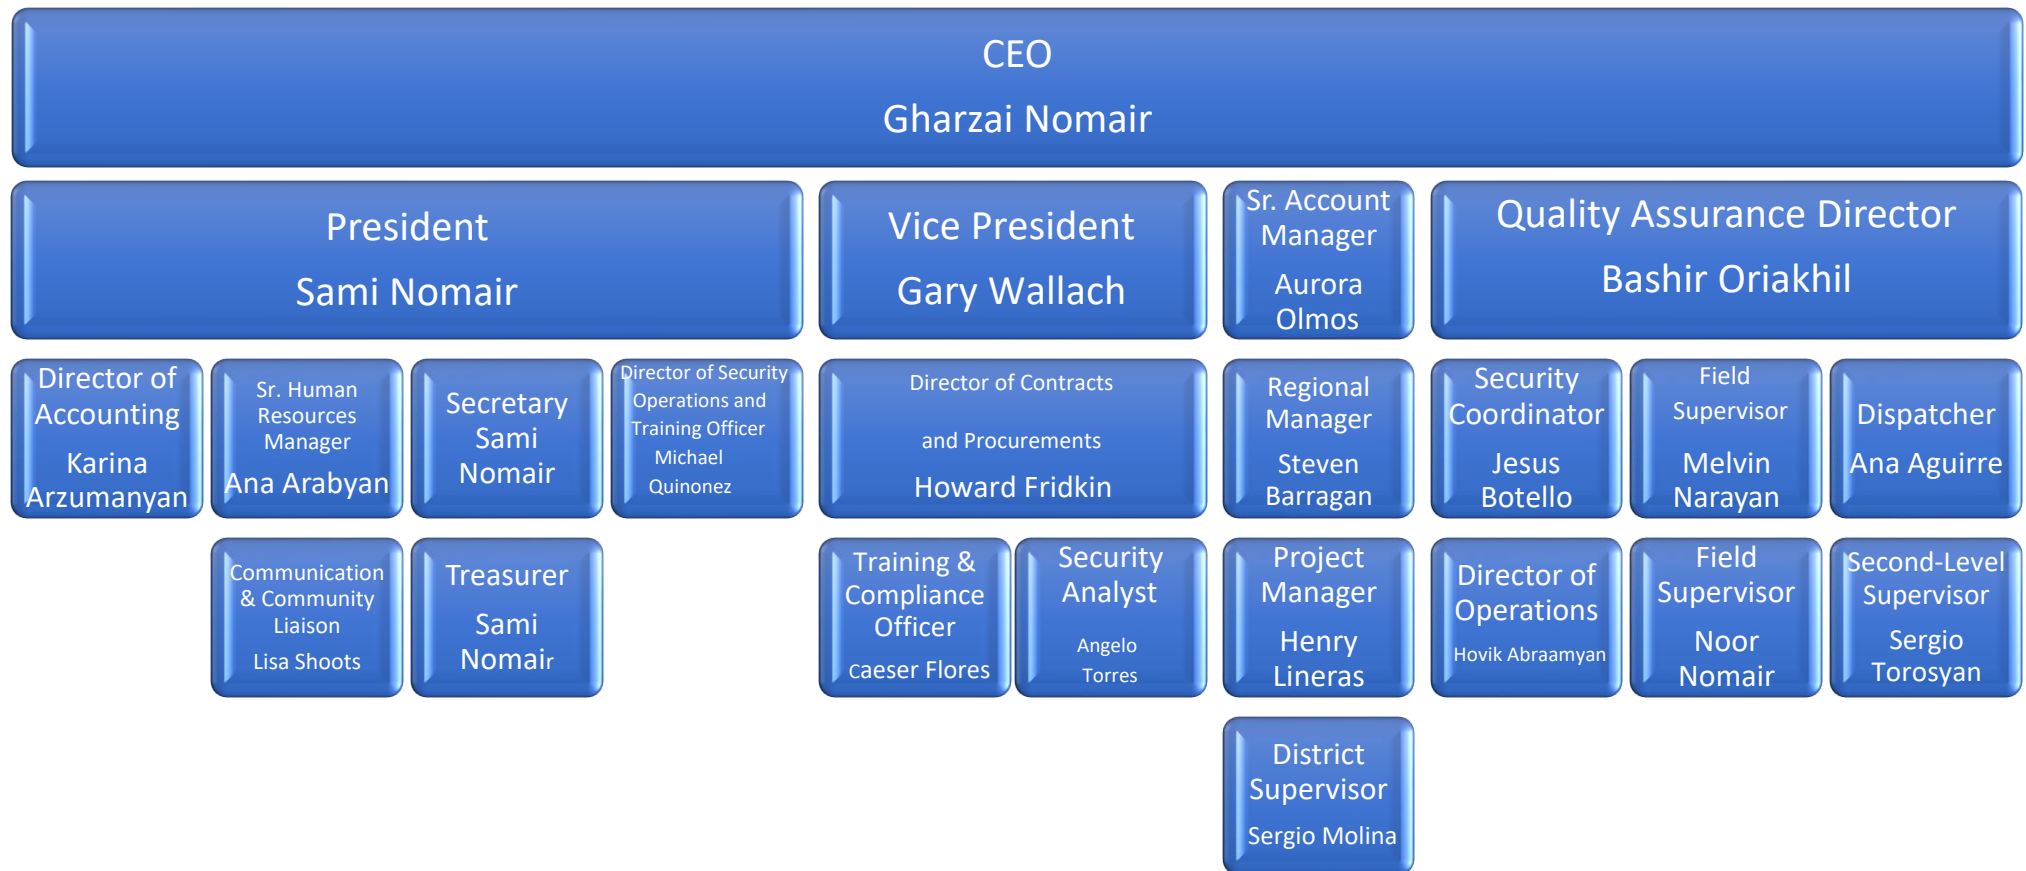 CEO
Gharzai Nomair
President
Sami Nomair
Vice President
Gary Wallach
Sr. Account
Manager
Aurora
Olmos
Quality Assurance Director
Bashir Oriakhil
Director of
Accounting
Karina
Arzumanyan
Sr. Human
Resources
Manager
Ana Arabyan
Secretary
Sami
Nomair
Director of Security
Operations and
Training Officer
Michael
Quinonez
Director of Contracts
and Procurements
Howard Fridkin
Regional
Manager
Steven
Barragan
Security
Coordinator
Jesus
Botello
Field
Supervisor
Melvin
Narayan
Dispatcher
Ana Aguirre
Communication
& Community
Liaison
Lisa Shoots
Treasurer
Sami
Nomair
Training &
Compliance
Officer
Caeser Flores
Security
Analyst
Angelo
Torres
Project
Manager
Henry
Lineras
Director of
Operations
Hovik Abraamyan
Field
Supervisor
Noor
Nomair
Second-Level
Supervisor
Sergio
Torosyan
District
Supervisor
Sergio Molina